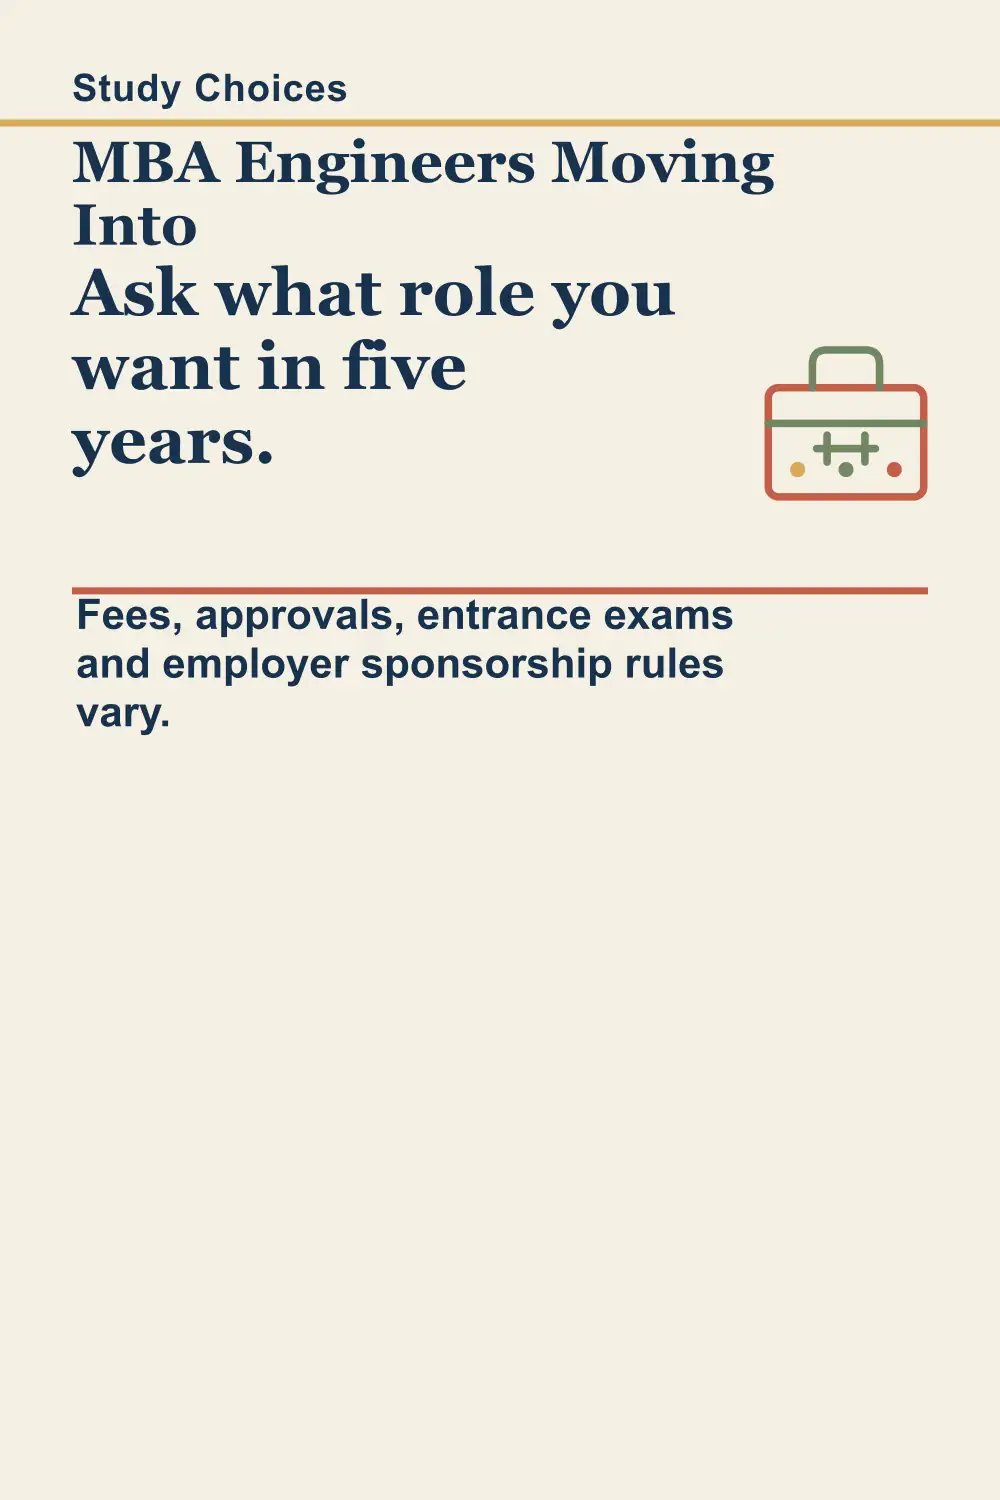 Study Choices
MBA Engineers Moving
Into
Ask what role you
want in five
years.
Fees, approvals, entrance exams
and employer sponsorship rules
vary.